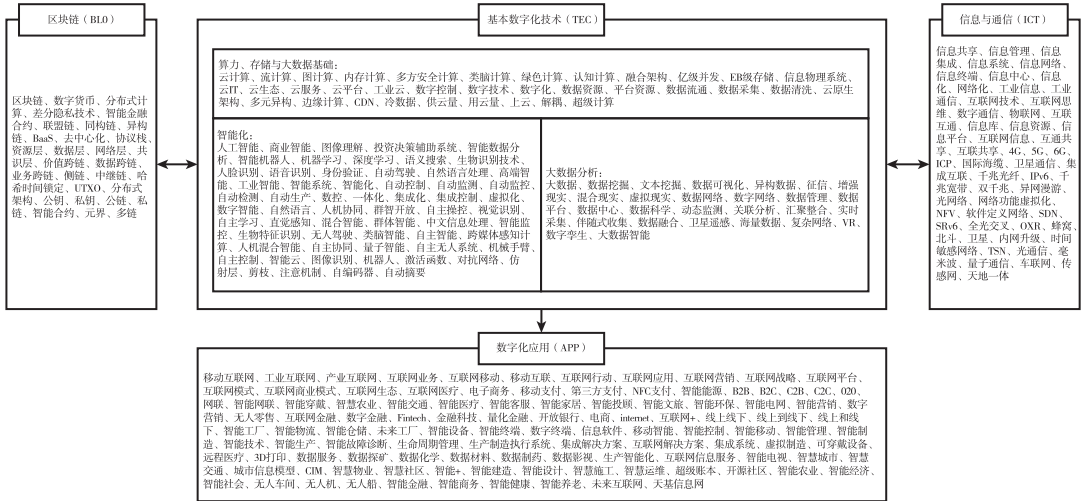 区块链（BLO）
区块链、数字货币、分布式计
算、差分隐私技术、智能金融
合约、联盟链、同构链、异构
链、BaaS、去中心化、协议栈、
资源层、数据层、网络层、共
识层、价值跨链、数据跨链、
业务跨链、侧链、中继链、哈
希时间锁定、UTXO、分布式
架构、公钥、私钥、公链、私
链、智能合约、元界、多链
基本数字化技术（TEC）
算力、存储与大数据基础：
云计算、流计算、图计算、内存计算、多方安全计算、类脑计算、绿色计算、认知计算、融合架构、亿级并发、EB级存储、信息物理系统、
云IT、云生态、云服务、云平台、工业云、数字控制、数字技术、数字化、数据资源、平台资源、数据流通、数据采集、数据清洗、云原生
架构、多元异构、边缘计算、CDN、冷数据、供云量、用云量、上云、解耦、超级计算
智能化：
人工智能、商业智能、图像理解、投资决策辅助系统、智能数据分
析、智能机器人、机器学习、深度学习、语义搜索、生物识别技术、
人脸识别、语音识别、身份验证、自动驾驶、自然语言处理、高端智
能、工业智能、智能系统、智能化、自动控制、自动监测、自动监控、
自动检测、自动生产、数控、一体化、集成化、集成控制、虚拟化、
数字智能、自然语言、人机协同、群智开放、自主操控、视觉识别、
自主学习、直觉感知、混合智能、群体智能、中文信息处理、智能监
控、生物特征识别、无人驾驶、类脑智能、自主智能、跨媒体感知计
算、人机混合智能、自主协同、量子智能、自主无人系统、机械手臂、
自主控制、智能云、图像识别、机器人、激活函数、对抗网络、仿
射层、剪枝、注意机制、自编码器、自动摘要
大数据分析：
大数据、数据挖掘、文本挖掘、数据可视化、异构数据、征信、增强
现实、混合现实、虚拟现实、数据网络、数字网络、数据管理、数据
平台、数据中心、数据科学、动态监测、关联分析、汇聚整合、实时
采集、伴随式收集、数据融合、卫星遥感、海量数据、复杂网络、VR、
数字孪生、大数据智能
信息与通信（ICT）
信息共享、信息管理、信息
集成、信息系统、信息网络、
信息终端、信息中心、信息
化、网络化、工业信息、工业
通信、互联网技术、互联网思
维、数字通信、物联网、互联
互通、信息库、信息资源、信
息平台、互联网信息、互通共
享、互联共享、4G、5G、6G、
ICP、国际海缆、卫星通信、集
成互联、千兆光纤、IPv6、千
兆宽带、双千兆、异网漫游、
光网络、网络功能虚拟化、
NFV、软件定义网络、SDN、
SRv6、全光交叉、OXR、蜂窝、
北斗、卫星、内网升级、时间
敏感网络、TSN、光通信、毫
米波、量子通信、车联网、传
感网、天地一体
数字化应用（APP）
移动互联网、工业互联网、产业互联网、互联网业务、互联网移动、移动互联、互联网行动、互联网应用、互联网营销、互联网战略、互联网平台、
互联网模式、互联网商业模式、互联网生态、互联网医疗、电子商务、移动支付、第三方支付、NFC支付、智能能源、B2B、B2C、C2B、C2C、O2O、
网联、智能网联、智能穿戴、智慧农业、智能交通、智能医疗、智能客服、智能家居、智能投顾、智能文旅、智能环保、智能电网、智能营销、数字
营销、无人零售、互联网金融、数字金融、Fintech、金融科技、量化金融、开放银行、电商、internet、互联网+、线上线下、线上到线下、线上和线
下、智能工厂、智能物流、智能仓储、未来工厂、智能设备、智能终端、数字终端、信息软件、移动智能、智能控制、智能移动、智能管理、智能制
造、智能技术、智能生产、智能故障诊断、生命周期管理、生产制造执行系统、集成解决方案、互联网解决方案、集成系统、虚拟制造、可穿戴设备、
远程医疗、3D打印、数据服务、数据探矿、数据化学、数据材料、数据制药、数据影视、生产智能化、互联网信息服务、智能电视、智慧城市、智慧
交通、城市信息模型、CIM、智慧物业、智慧社区、智能+、智能建造、智能设计、智慧施工、智慧运维、超级账本、开源社区、智能农业、智能经济、
智能社会、无人车间、无人机、无人船、智能金融、智能商务、智能健康、智能养老、未来互联网、天基信息网